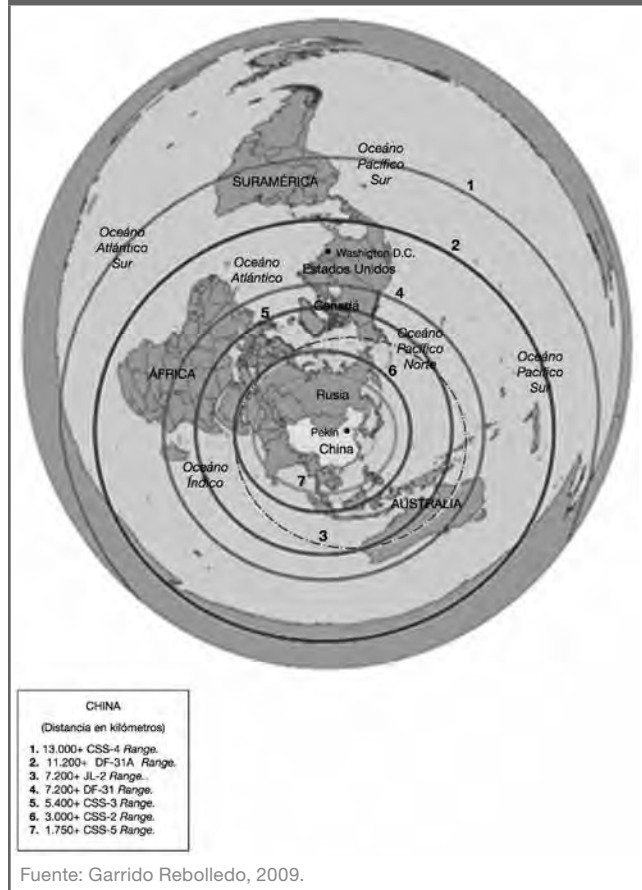 Oceáno
Pacífico
Sur
1
SURAMÉRICA
2
Oceáno
Atlántico
Sur
Oceáno
Atlántico
Washigton D.C.
Estados Unidos
4
Canadá
5
Oceáno
Pacífico
Norte
Oceáno
Pacífico
Sur
ÁFRICA
6
Rusia
Pekín
China
Oceáno
Índico
7
AUSTRALIA
3
CHINA
(Distancia en kilómetros)
1. 13.000+ CSS-4 Range.
2. 11.200+ DF-31A Range.
3. 7.200+ JL-2 Range..
4. 7.200+ DF-31 Range.
5. 5.400+ CSS-3 Range.
6. 3.000+ CSS-2 Range.
7. 1.750+ CSS-5 Range.
Fuente: Garrido Rebolledo, 2009.